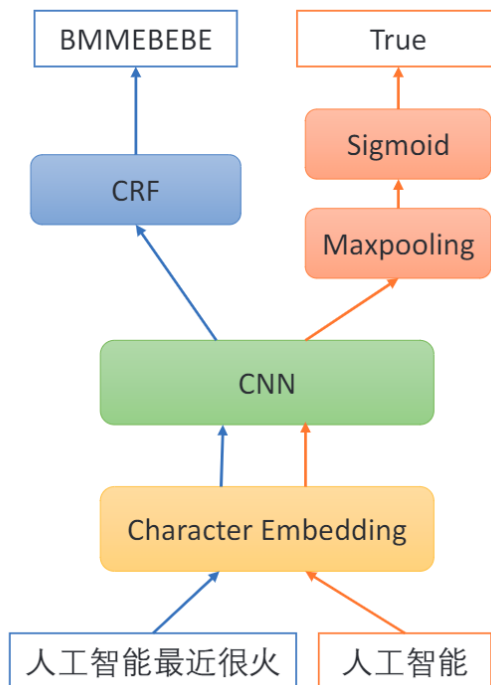 BMMEBEBE
True
Sigmoid
CRF
Maxpooling
CNN
Character Embedding
人工智能最近很火
人工智能